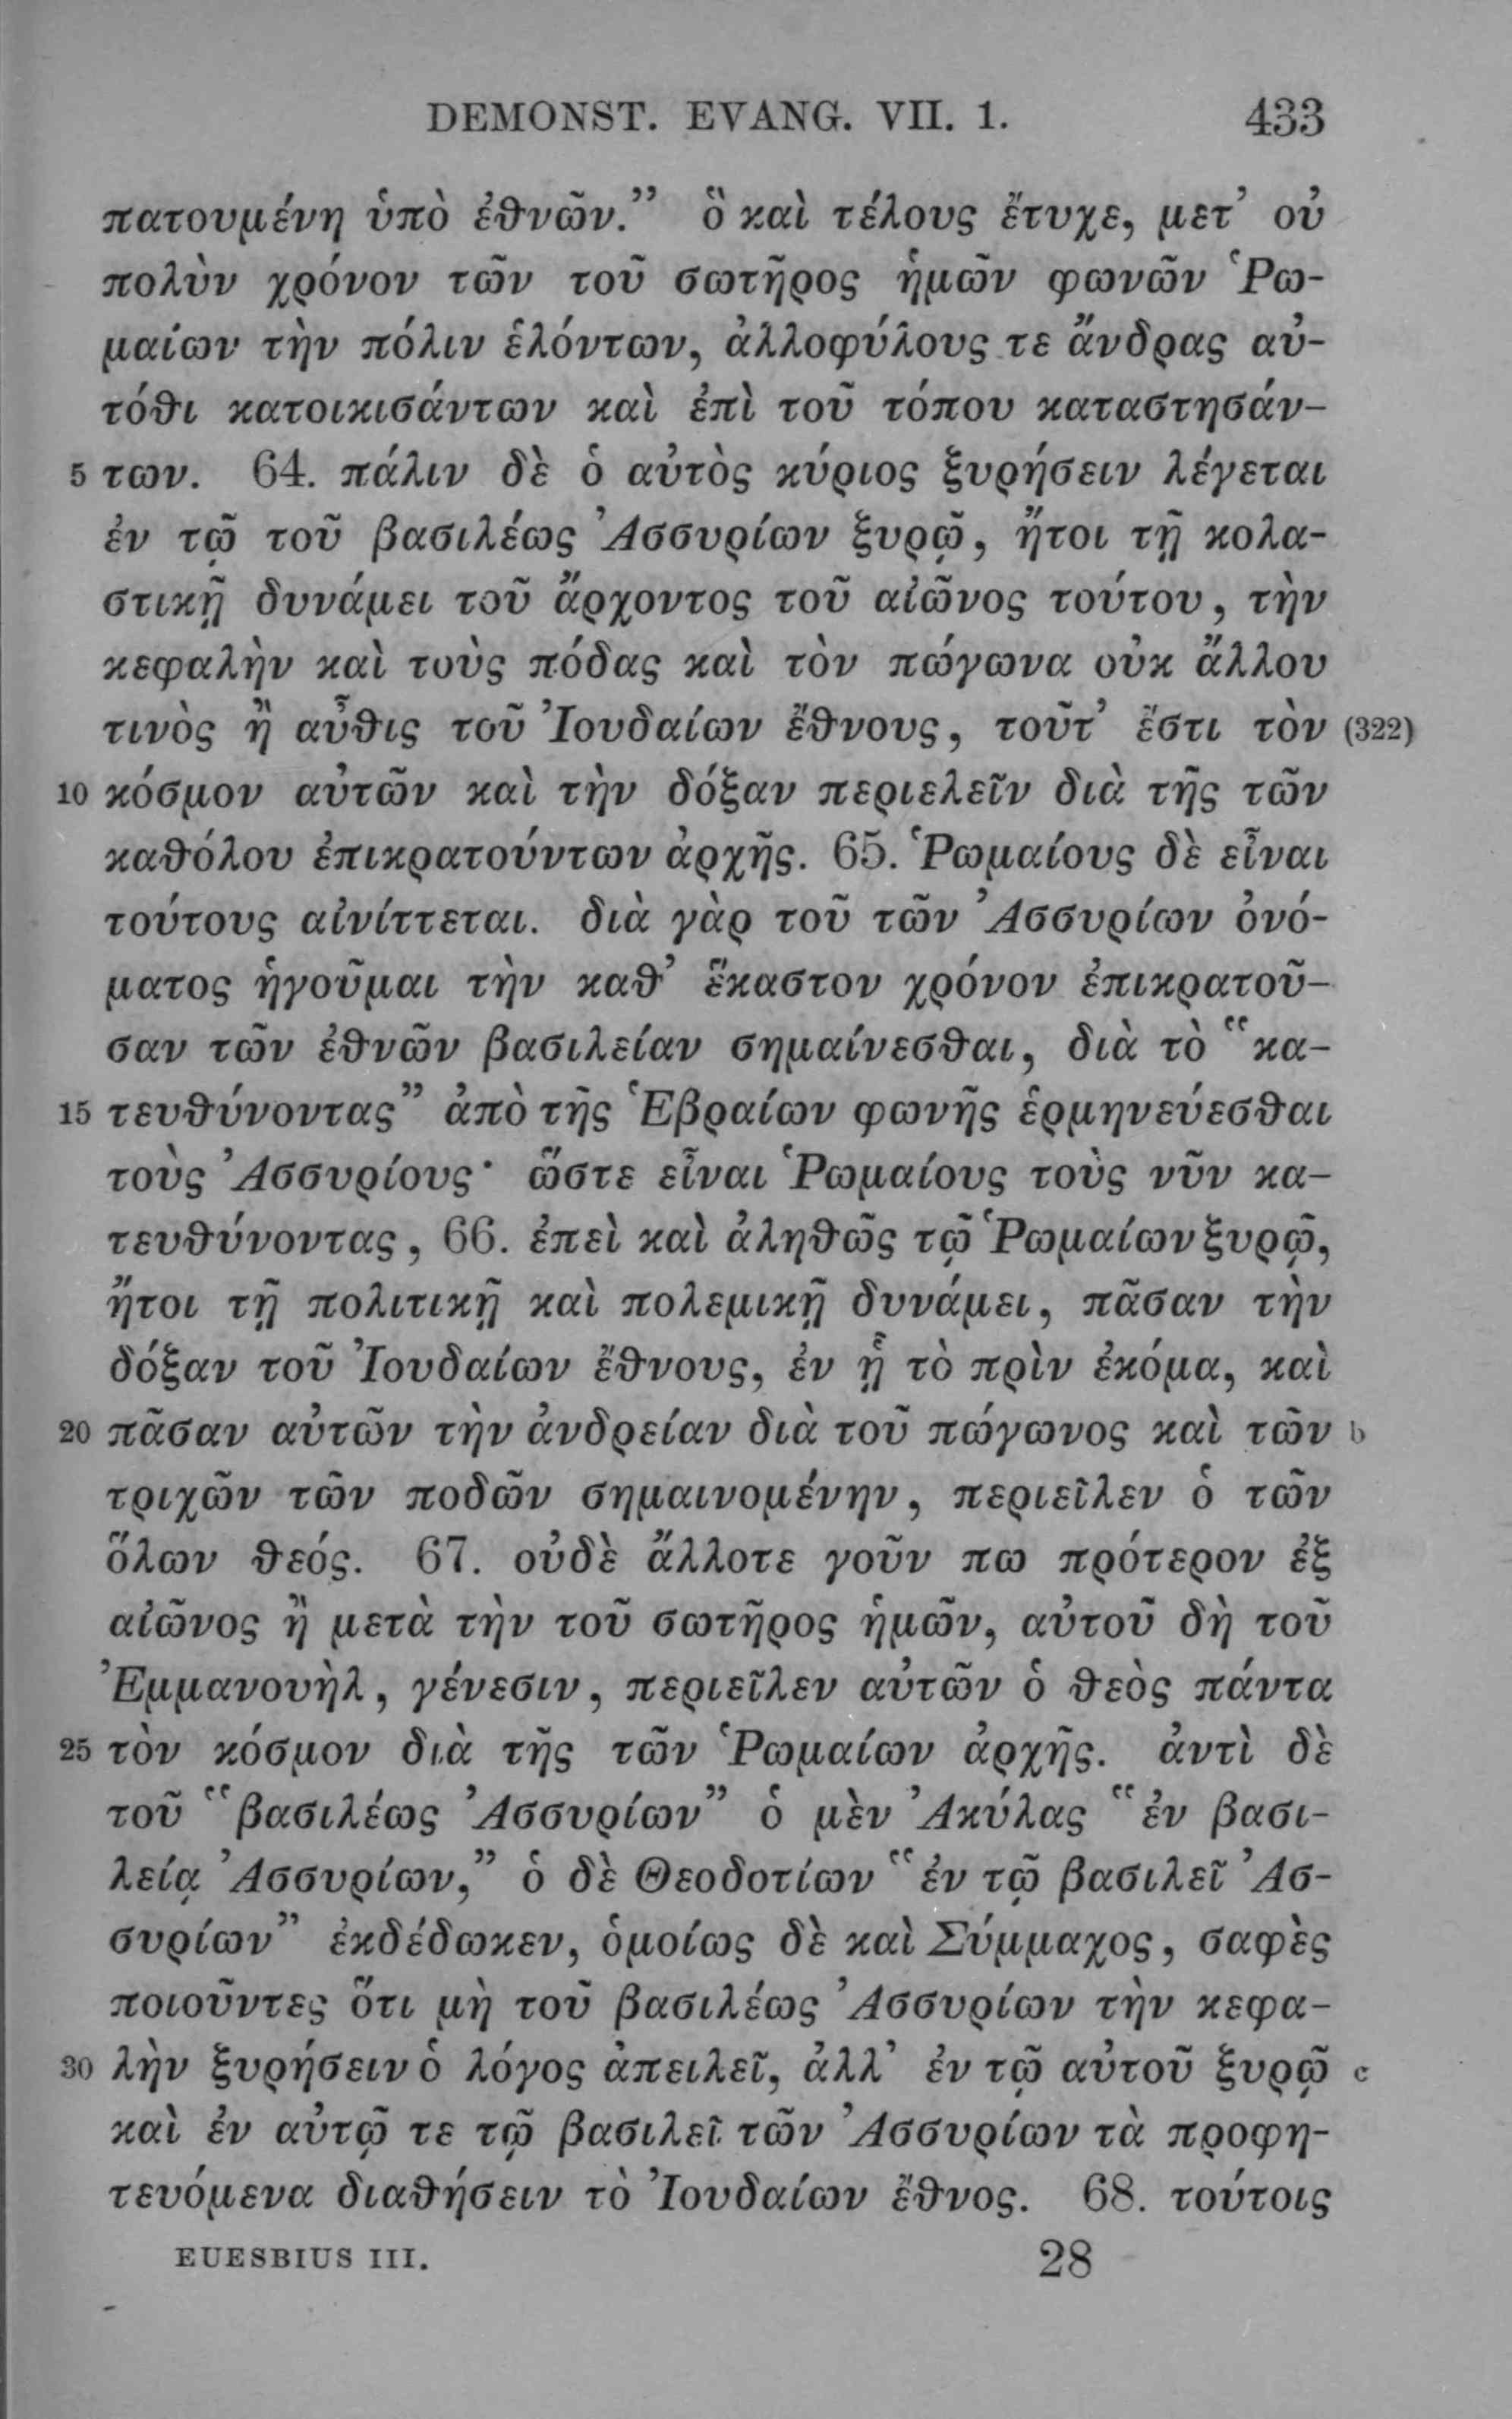 DEMONST. EVANG. VII. 1. 433
πατουμένη ὑπὸ ἐθνῶν.” ὃ καὶ τέλους ἔτυχε, μετ’ οὐ
πολὺν χρόνον τῶν τοῦ σωτῆρος ἡμῶν φωνῶν Ῥω-
μαίων τὴν πόλιν ἑλόντων, ἀλλοφύλους τε ἄνδρας αὐ-
τόθι κατοικισάντων καὶ ἐπὶ τοῦ τόπου καταστησάν-
5 των. 64. πάλιν δὲ ὁ αὐτὸς κύριος ξυρήσειν λέγεται
ἐν τῷ τοῦ βασιλέως Ἀσσυρίων ξυρῷ, ἤτοι τῇ κολα-
στικῇ δυνάμει τοῦ ἄρχοντος τοῦ αἰῶνος τούτου, τὴν
κεφαλὴν καὶ τοὺς πόδας καὶ τὸν πώγωνα οὐκ ἄλλου
τινὸς ἢ αὖθις τοῦ Ἰουδαίων ἔθνους, τοῦτ’ ἔστι τὸν (322)
10 κόσμον αὐτῶν καὶ τὴν δόξαν περιελεῖν διὰ τῆς τῶν
καθόλου ἐπικρατούντων ἀρχῆς. 65. Ῥωμαίους δὲ εἶναι
τούτους αἰνίττεται. διὰ γὰρ τοῦ τῶν Ἀσσυρίων ὀνό-
ματος ἡγοῦμαι τὴν καθ’ ἕκαστον χρόνον ἐπικρατοῦ-
σαν τῶν ἐθνῶν βασιλείαν σημαίνεσθαι, διὰ τὸ “κα-
15 τευθύνοντας” ἀπὸ τῆς Ἑβραίων φωνῆς ἑρμηνεύεσθαι
τοὺς Ἀσσυρίους· ὥστε εἶναι Ῥωμαίους τοὺς νῦν κα-
τευθύνοντας, 66. ἐπεὶ καὶ ἀληθῶς τῷ Ῥωμαίων ξυρῷ,
ἤτοι τῇ πολιτικῇ καὶ πολεμικῇ δυνάμει, πᾶσαν τὴν
δόξαν τοῦ Ἰουδαίων ἔθνους, ἐν ᾗ τὸ πρὶν ἐκόμα, καὶ
20 πᾶσαν αὐτῶν τὴν ἀνδρείαν διὰ τοῦ πώγωνος καὶ τῶν b
τριχῶν τῶν ποδῶν σημαινομένην, περιεῖλεν ὁ τῶν
ὅλων θεός. 67. οὐδὲ ἄλλοτε γοῦν πω πρότερον ἐξ
αἰῶνος ἢ μετὰ τὴν τοῦ σωτῆρος ἡμῶν, αὐτοῦ δὴ τοῦ
Ἐμμανουὴλ, γένεσιν, περιεῖλεν αὐτῶν ὁ θεὸς πάντα
25 τὸν κόσμον διὰ τῆς τῶν Ῥωμαίων ἀρχῆς. ἀντὶ δὲ
τοῦ “βασιλέως Ἀσσυρίων” ὁ μὲν Ἀκύλας “ἐν βασι-
λείᾳ Ἀσσυρίων,” ὁ δὲ Θεοδοτίων “ἐν τῷ βασιλεῖ Ἀσ-
συρίων” ἐκδέδωκεν, ὁμοίως δὲ καὶ Σύμμαχος, σαφὲς
ποιοῦντες ὅτι μὴ τοῦ βασιλέως Ἀσσυρίων τὴν κεφα-
30 λὴν ξυρήσειν ὁ λόγος ἀπειλεῖ, ἀλλ’ ἐν τῷ αὐτοῦ ξυρῷ c
καὶ ἐν αὐτῷ τε τῷ βασιλεῖ τῶν Ἀσσυρίων τὰ προφη-
τευόμενα διαθήσειν τὸ Ἰουδαίων ἔθνος. 68. τούτοις
EUESBIUS III. 28